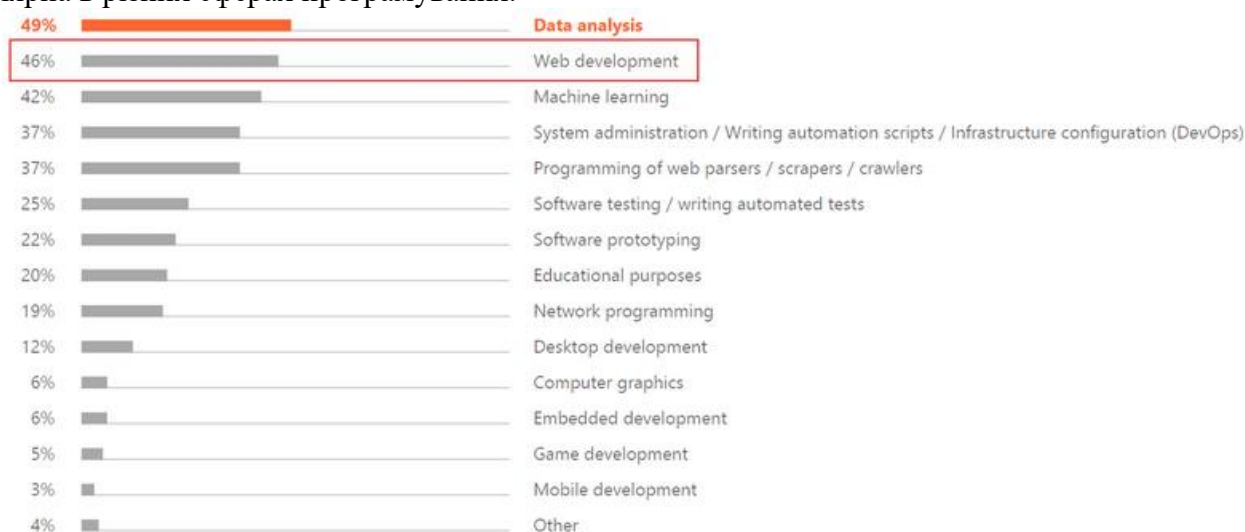 49% Data analysis
46% Web development
42% Machine learning
37% System administration / Writing automation scripts / Infrastructure configuration (DevOps)
37% Programming of web parsers / scrapers / crawlers
25% Software testing / writing automated tests
22% Software prototyping
20% Educational purposes
19% Network programming
12% Desktop development
6% Computer graphics
6% Embedded development
5% Game development
3% Mobile development
4% Other